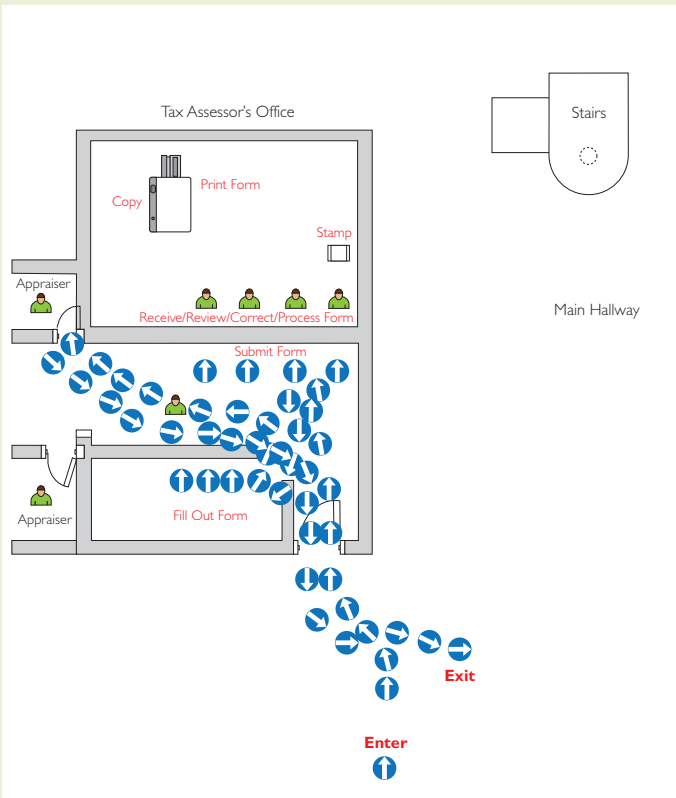 Tax Assessor's Office
Stairs
Print Form
Copy
Stamp
Appraiser
Main Hallway
Receive/Review/Correct/Process Form
Submit Form
Appraiser
Fill Out Form
Exit
Enter